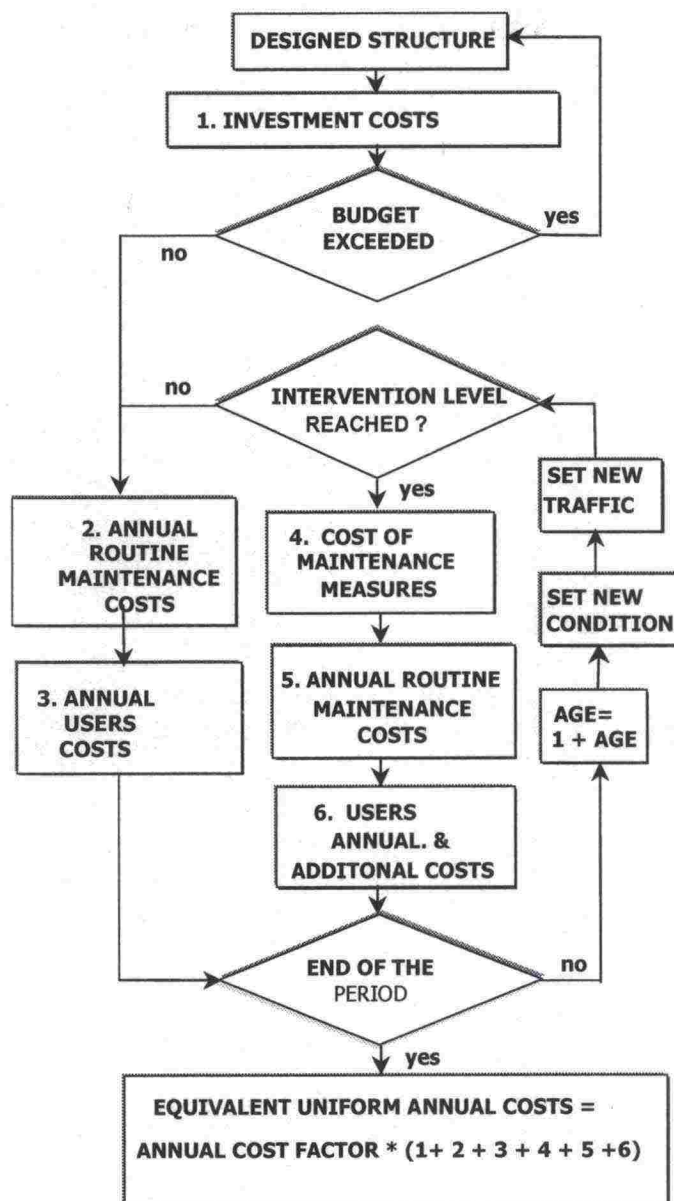 DESIGNED STRUCTURE
1. INVESTMENT COSTS
BUDGET
EXCEEDED
yes
no
INTERVENTION LEVEL
REACHED ?
no
yes
SET NEW
TRAFFIC
2. ANNUAL
ROUTINE
MAINTENANCE
COSTS
4. COST OF
MAINTENANCE
MEASURES
SET NEW
CONDITION
3. ANNUAL
USERS
COSTS
5. ANNUAL ROUTINE
MAINTENANCE
COSTS
AGE=
1 + AGE
6. USERS
ANNUAL. &
ADDITONAL COSTS
END OF THE
PERIOD
no
yes
EQUIVALENT UNIFORM ANNUAL COSTS =
ANNUAL COST FACTOR * (1+ 2 + 3 + 4 + 5 +6)